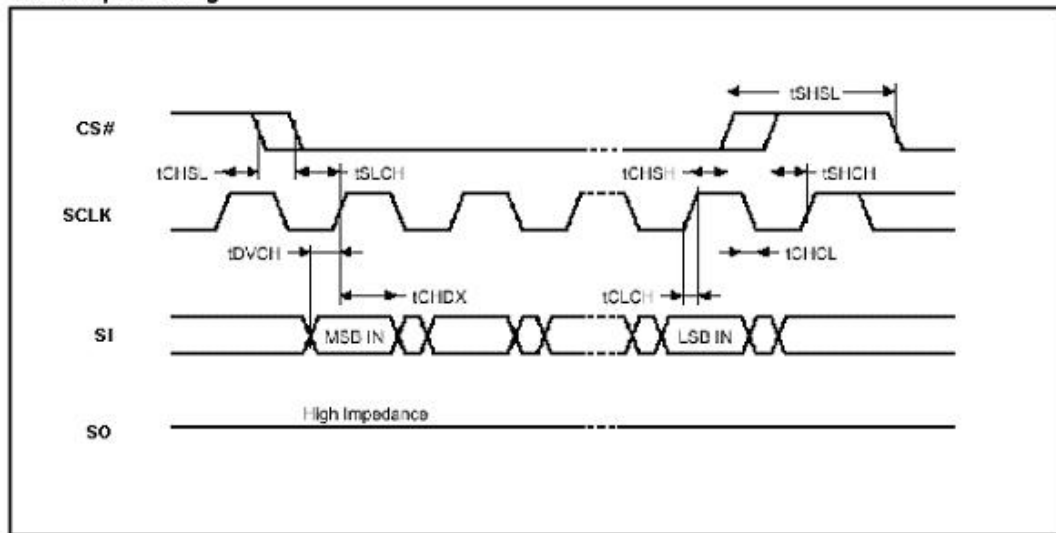 tSHSL
CS#
tCHSL
tSLCH
tCHSH
tSHCH
SCLK
tDVCH
tCHCL
tCHDX
tCLCH
SI
MSB IN
LSB IN
High Impedance
SO